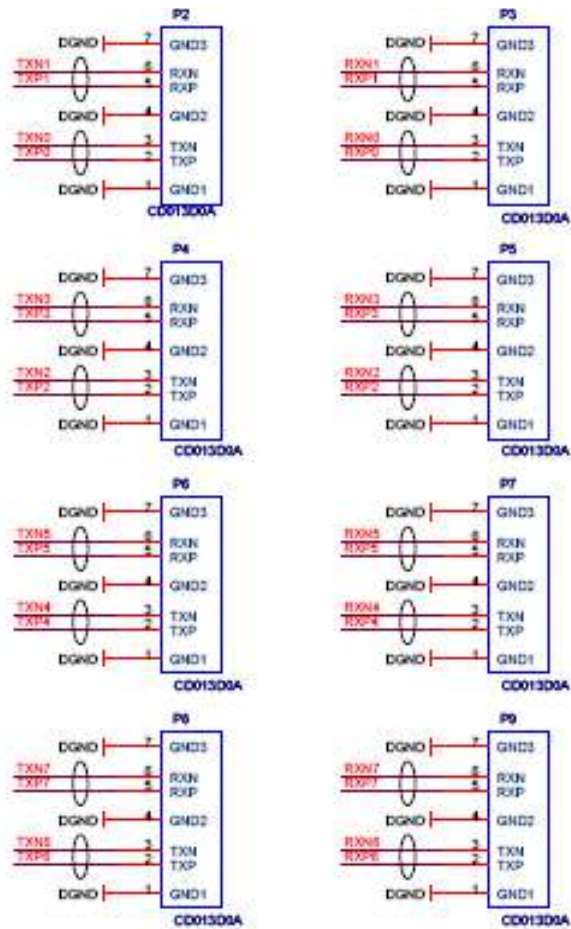 P2
DGND 7 GND3
TXN1 6 RXN
TXP1 5 RXP
DGND 4 GND2
TXN0 3 TXN
TXP0 2 TXP
DGND 1 GND1
CD013D0A
P3
DGND 7 GND3
RXN1 6 RXN
RXP1 5 RXP
DGND 4 GND2
RXN0 3 TXN
RXP0 2 TXP
DGND 1 GND1
CD013D0A
P4
DGND 7 GND3
TXN3 6 RXN
TXP3 5 RXP
DGND 4 GND2
TXN2 3 TXN
TXP2 2 TXP
DGND 1 GND1
CD013D0A
P5
DGND 7 GND3
RXN3 6 RXN
RXP3 5 RXP
DGND 4 GND2
RXN2 3 TXN
RXP2 2 TXP
DGND 1 GND1
CD013D0A
P6
DGND 7 GND3
TXN5 6 RXN
TXP5 5 RXP
DGND 4 GND2
TXN4 3 TXN
TXP4 2 TXP
DGND 1 GND1
CD013D0A
P7
DGND 7 GND3
RXN5 6 RXN
RXP5 5 RXP
DGND 4 GND2
RXN4 3 TXN
RXP4 2 TXP
DGND 1 GND1
CD013D0A
P8
DGND 7 GND3
TXN7 6 RXN
TXP7 5 RXP
DGND 4 GND2
TXN6 3 TXN
TXP6 2 TXP
DGND 1 GND1
CD013D0A
P9
DGND 7 GND3
RXN7 6 RXN
RXP7 5 RXP
DGND 4 GND2
RXN6 3 TXN
RXP6 2 TXP
DGND 1 GND1
CD013D0A